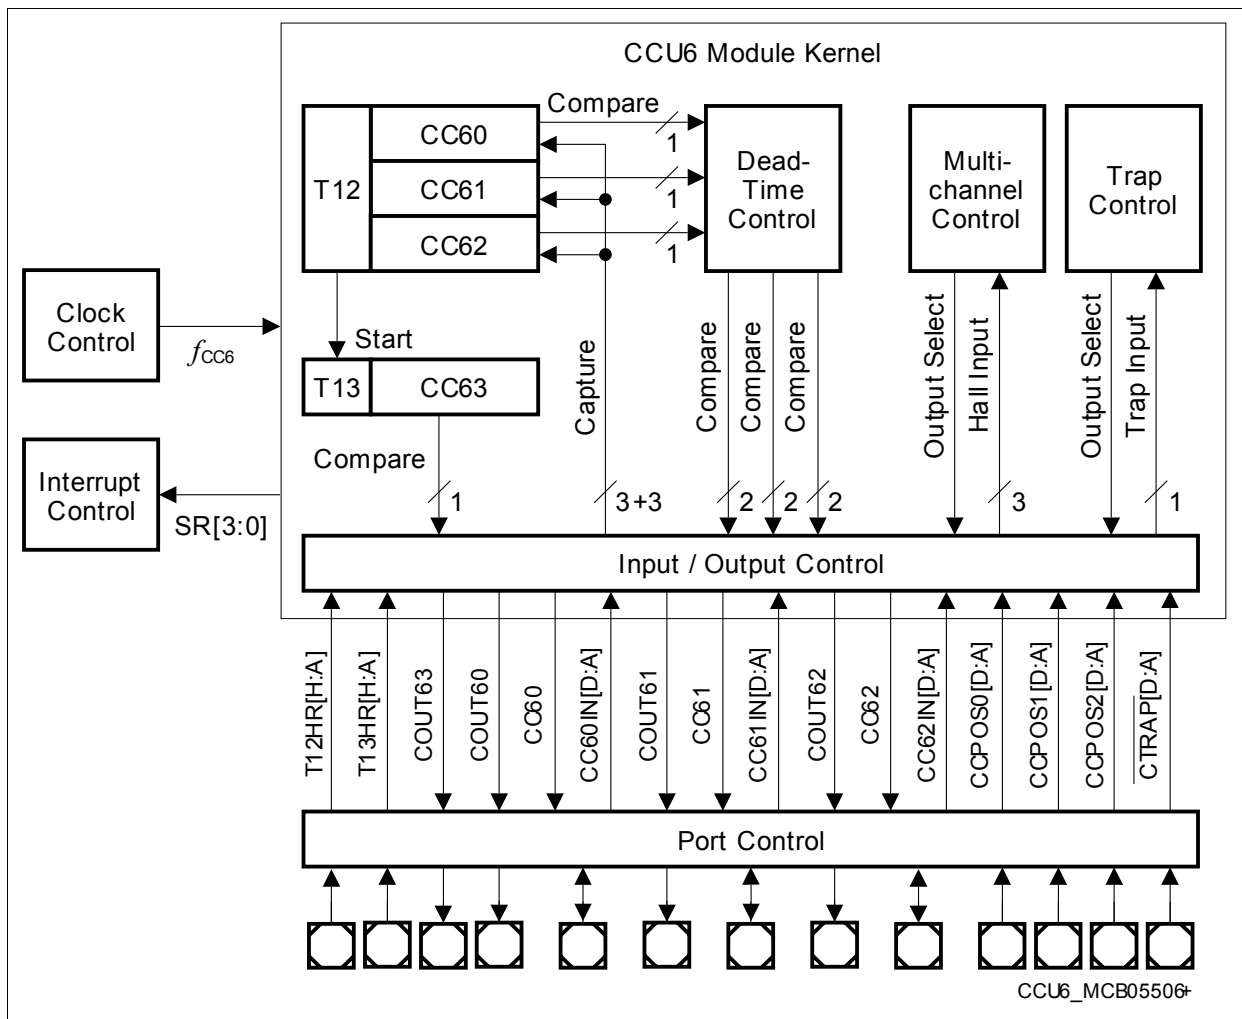 CCU6 Module Kernel
Compare
T12
CC60
CC61
CC62
1
1
1
Dead-
Time
Control
Multi-
channel
Control
Trap
Control
Clock
Control
fCC6
Start
T13
CC63
Compare
1
Capture
3+3
Compare
Compare
Compare
2
2
2
Output Select
Hall Input
3
Output Select
Trap Input
1
Interrupt
Control
SR[3:0]
Input / Output Control
T12HR[H:A]
T13HR[H:A]
COUT63
COUT60
CC60
CC60IN[D:A]
COUT61
CC61
CC61IN[D:A]
COUT62
CC62
CC62IN[D:A]
CCPOS0[D:A]
CCPOS1[D:A]
CCPOS2[D:A]
CTRAP[D:A]
Port Control
CCU6_MCB05506+